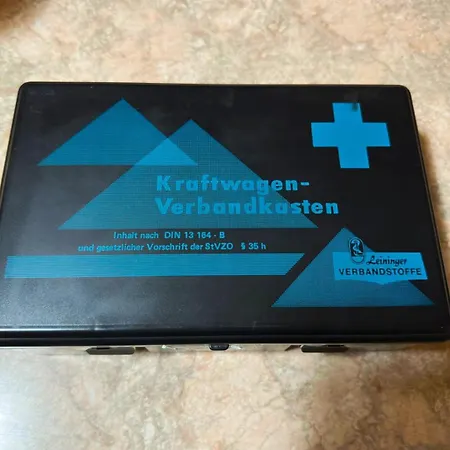 Kraftwagen-
Verbandkasten
Inhalt nach DIN 13 164 - B
und gesetzlicher Vorschrift der StVZO § 35 h
Leininger
VERBANDSTOFFE